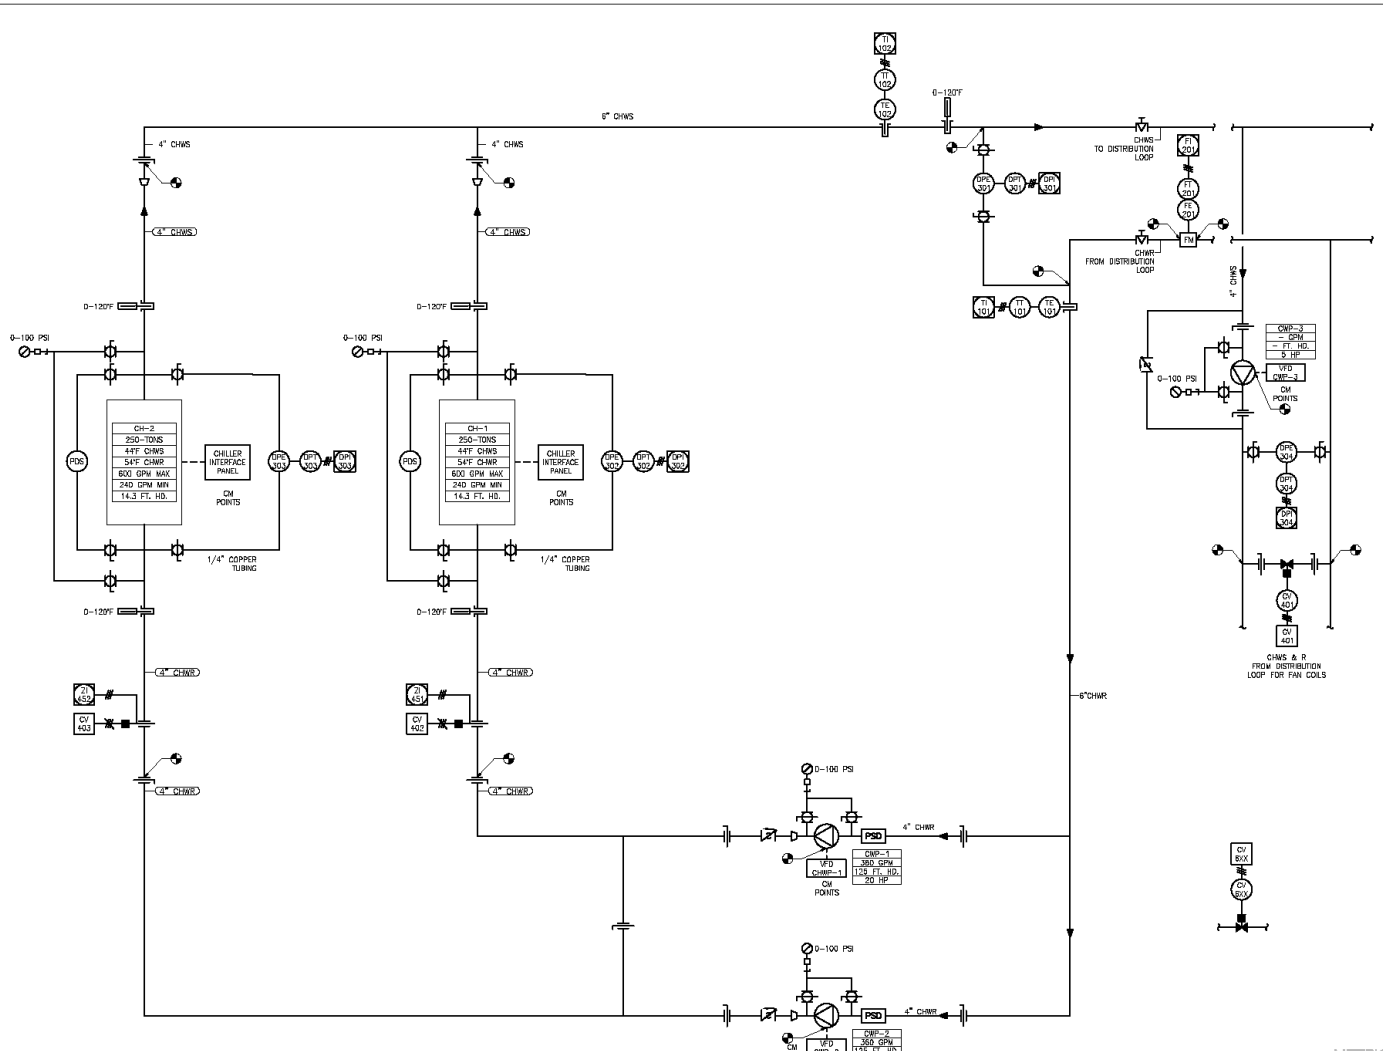 TI
102
TT
102
TE
102
0-120°F
6" CHWS
4" CHWS
4" CHWS
CHWS
TO DISTRIBUTION
LOOP
FI
201
FT
201
FE
201
FM
DPE
301
DPT
301
DPI
301
4" CHWS
4" CHWS
CHWR
FROM DISTRIBUTION
LOOP
4" CHWS
TI
101
TT
101
TE
101
0-120°F
0-120°F
0-100 PSI
0-100 PSI
CWP-3
- GPM
- FT. HD.
5 HP
VFD
CWP-3
CM
POINTS
0-100 PSI
CH-2
250-TONS
44°F CHWS
54°F CHWR
600 GPM MAX
240 GPM MIN
14.3 FT. HD.
PDS
CHILLER
INTERFACE
PANEL
CM
POINTS
DPE
303
DPT
303
DPI
303
CH-1
250-TONS
44°F CHWS
54°F CHWR
600 GPM MAX
240 GPM MIN
14.3 FT. HD.
PDS
CHILLER
INTERFACE
PANEL
CM
POINTS
DPE
302
DPT
302
DPI
302
DPE
304
DPT
304
DPI
304
1/4" COPPER
TUBING
1/4" COPPER
TUBING
0-120°F
0-120°F
CV
401
CV
401
CHWS & R
FROM DISTRIBUTION
LOOP FOR FAN COILS
4" CHWR
4" CHWR
ZI
452
CV
403
ZI
451
CV
402
6"CHWR
4" CHWR
4" CHWR
0-100 PSI
4" CHWR
PSD
VFD
CHWP-1
CM
POINTS
CWP-1
360 GPM
125 FT. HD.
20 HP
CV
6XX
CV
6XX
0-100 PSI
4" CHWR
PSD
CM
VFD
CWP-2
360 GPM
125 FT. HD.